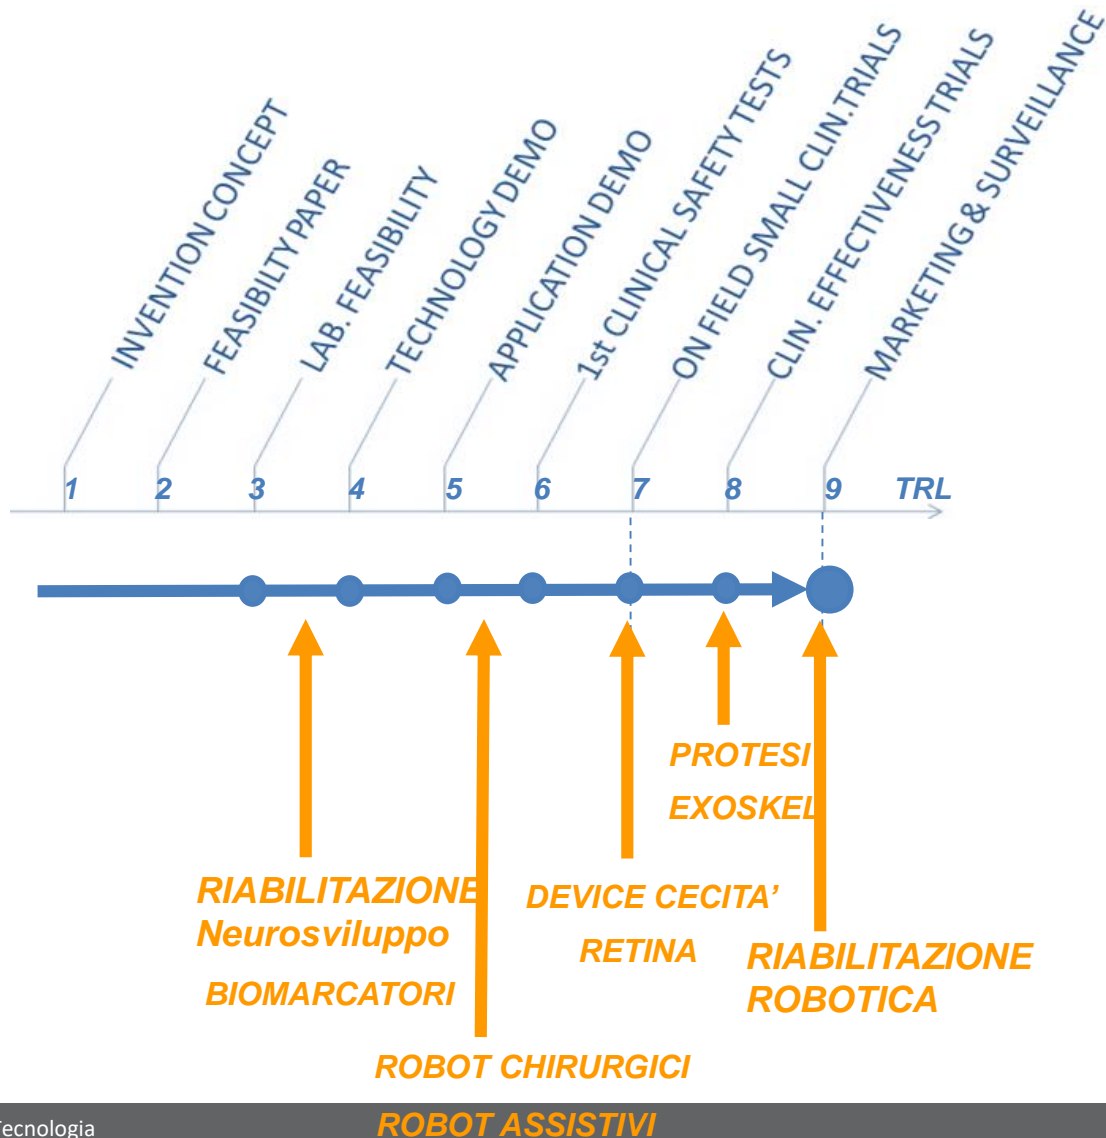 INVENTION CONCEPT
FEASIBILTY PAPER
LAB. FEASIBILITY
TECHNOLOGY DEMO
APPLICATION DEMO
1st CLINICAL SAFETY TESTS
ON FIELD SMALL CLIN.TRIALS
CLIN. EFFECTIVENESS TRIALS
MARKETING & SURVEILLANCE
1 2 3 4 5 6 7 8 9 TRL
PROTESI
EXOSKEL
RIABILITAZIONE
Neurosviluppo
BIOMARCATORI
DEVICE CECITA’
RETINA
RIABILITAZIONE
ROBOTICA
ROBOT CHIRURGICI
ROBOT ASSISTIVI
ecnologia